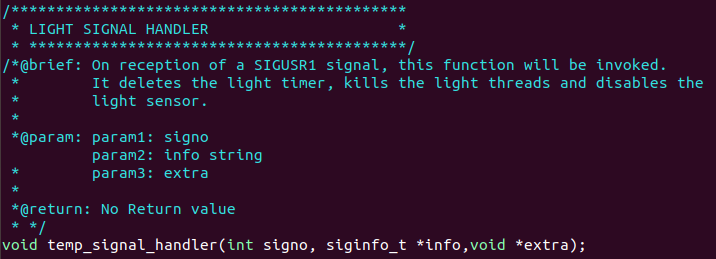 /********************************************
 * LIGHT SIGNAL HANDLER                     *
 * ******************************************/
/*@brief: On reception of a SIGUSR1 signal, this function will be invoked.
 *        It deletes the light timer, kills the light threads and disables the
 *        light sensor.
 *
 *@param: param1: signo
          param2: info string
 *        param3: extra
 *
 *@return: No Return value
 * */
void temp_signal_handler(int signo, siginfo_t *info,void *extra);